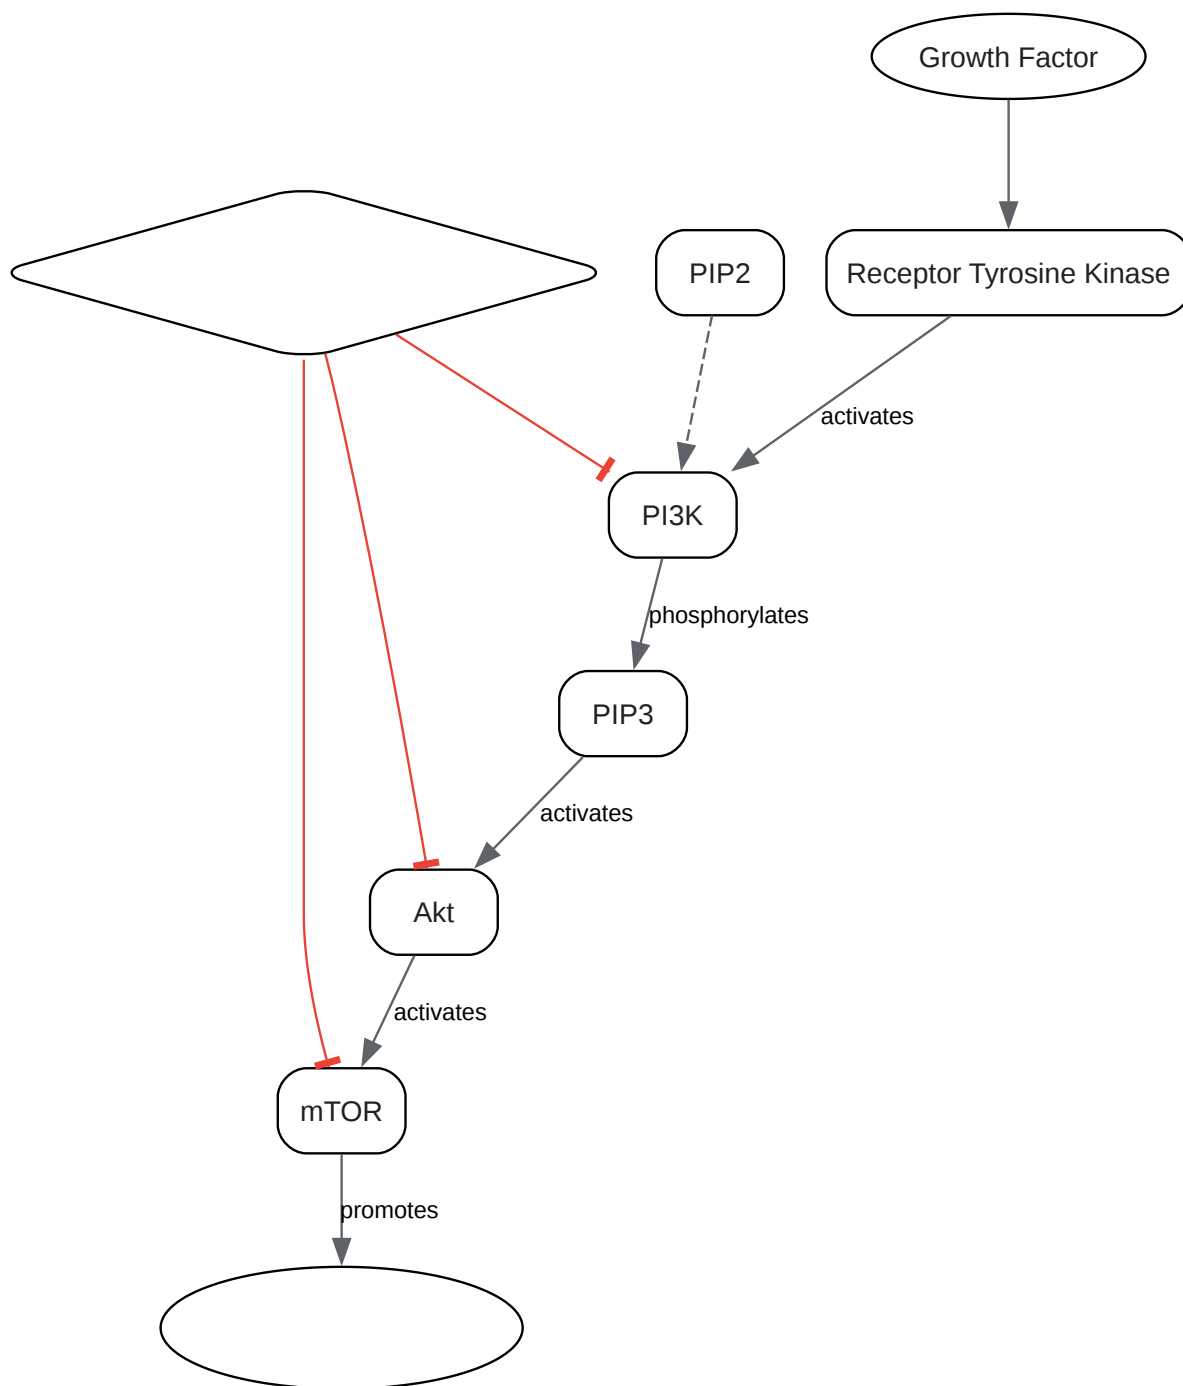 Growth Factor
PIP2
Receptor Tyrosine Kinase
activates
PI3K
phosphorylates
PIP3
activates
Akt
activates
mTOR
promotes